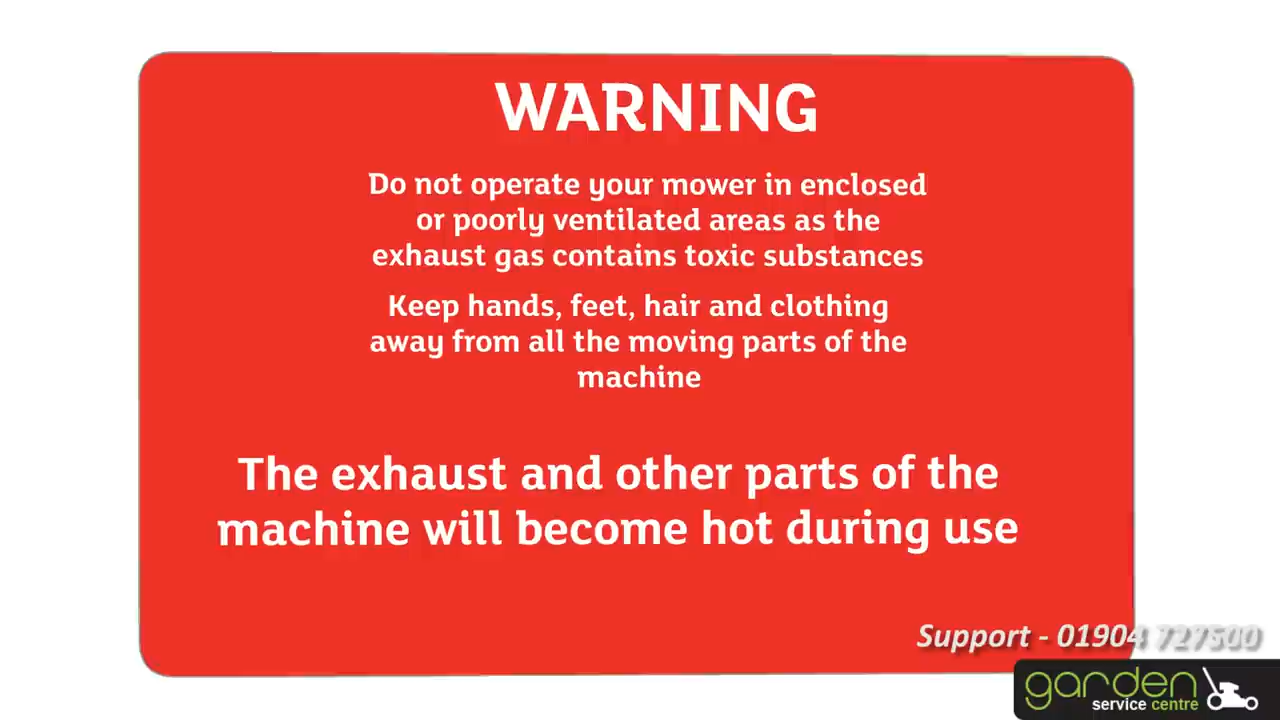 WARNING
Do not operate your mower in enclosed
or poorly ventilated areas as the
exhaust gas contains toxic substances
Keep hands, feet, hair and clothing
away from all the moving parts of the
machine
The exhaust and other parts of the
machine will become hot during use
Support - 01904 727500
garden
service centre